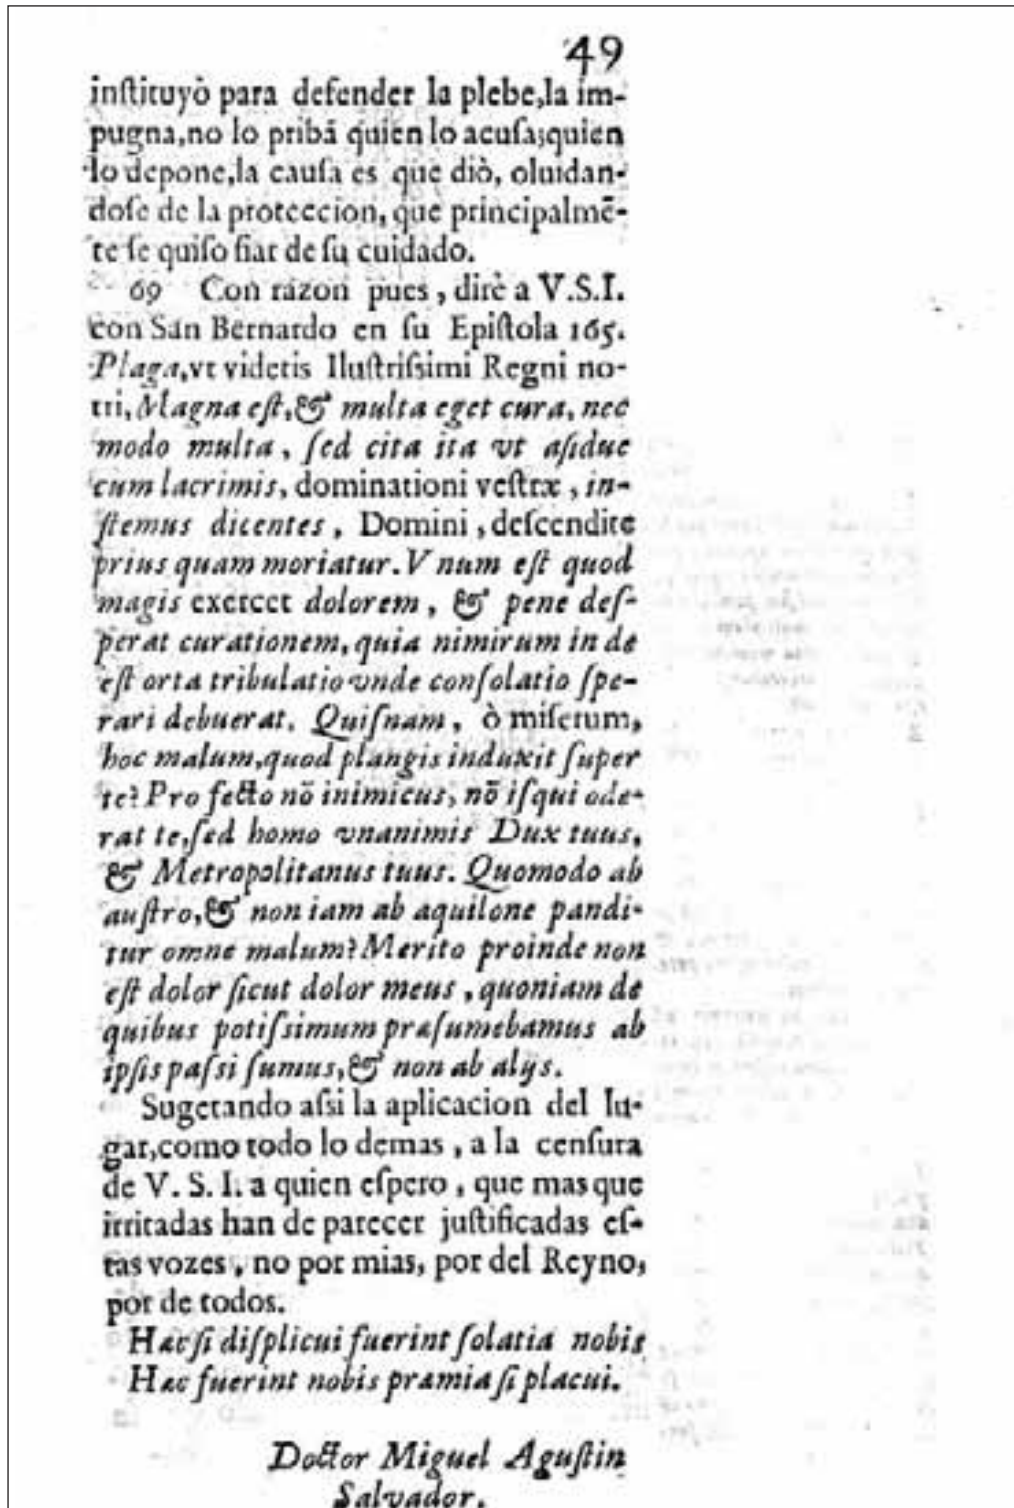 49
inſtituyò para defender la plebe,la im-
pugna,no lo pribã quien lo acuſa;quien
lo depone,la cauſa es que diò, oluidan-
doſe de la proteccion, que principalmẽ-
te ſe quiſo fiar de ſu cuidado.
69 Con razon pues, dirè a V.S.I.
con San Bernardo en ſu Epiſtola 165.
Plaga,vt videtis Iluſtriſsimi Regni no-
tri, Magna eſt,& multa eget cura, nec
modo multa, ſed cita ita vt aſidue
cum lacrimis, dominationi veſtræ, in-
ſtemus dicentes, Domini, deſcendite
prius quam moriatur. V num eſt quod
magis exercet dolorem, & pene deſ-
perat curationem, quia nimirum in de
eſt orta tribulatio vnde conſolatio ſpe-
rari debuerat. Quiſnam, ò miſerum,
hoc malum,quod plangis induxit ſuper
te? Pro fecto nõ inimicus, nõ iſqui ode-
rat te,ſed homo vnanimis Dux tuus,
& Metropolitanus tuus. Quomodo ab
auſtro,& non iam ab aquilone pandi-
tur omne malum? Merito proinde non
eſt dolor ſicut dolor meus, quoniam de
quibus potiſsimum præſumebamus ab
ipſis paſsi ſumus,& non ab alijs.
Sugetando aſsi la aplicacion del lu-
gar,como todo lo demas, a la cenſura
de V. S. I. a quien eſpero, que mas que
irritadas han de parecer juſtificadas eſ-
tas vozes, no por mias, por del Reyno,
por de todos.
Hæc ſi diſplicui fuerint ſolatia nobis
Hæc fuerint nobis præmia ſi placui.
Doctor Miguel Aguſtin
Salvador.